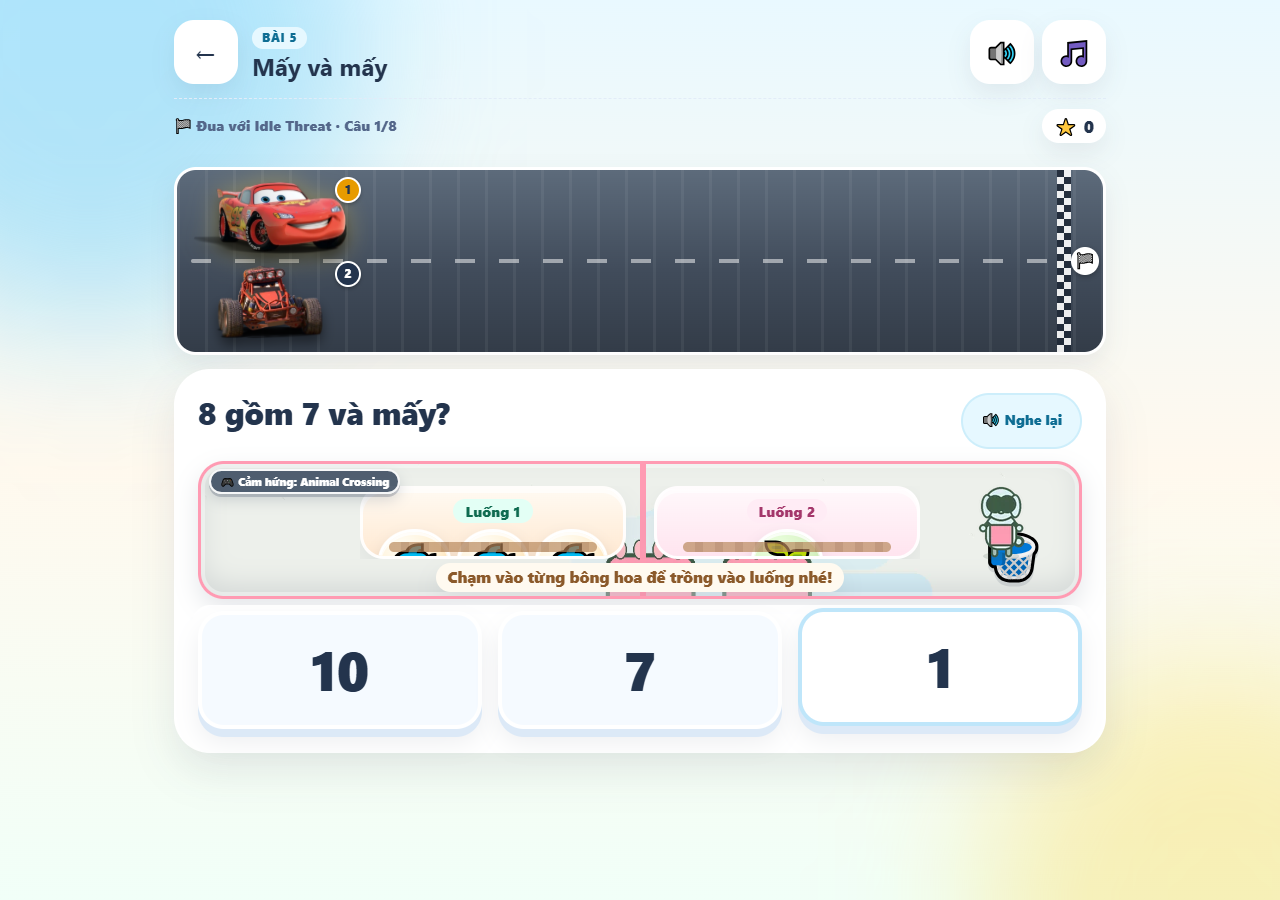 ←
BÀI 5
Mấy và mấy
Đua với Idle Threat · Câu 1/8
0
1
2
8 gồm 7 và mấy?
Nghe lại
Cảm hứng: Animal Crossing
Luống 1
Luống 2
Chạm vào từng bông hoa để trồng vào luống nhé!
10
7
1